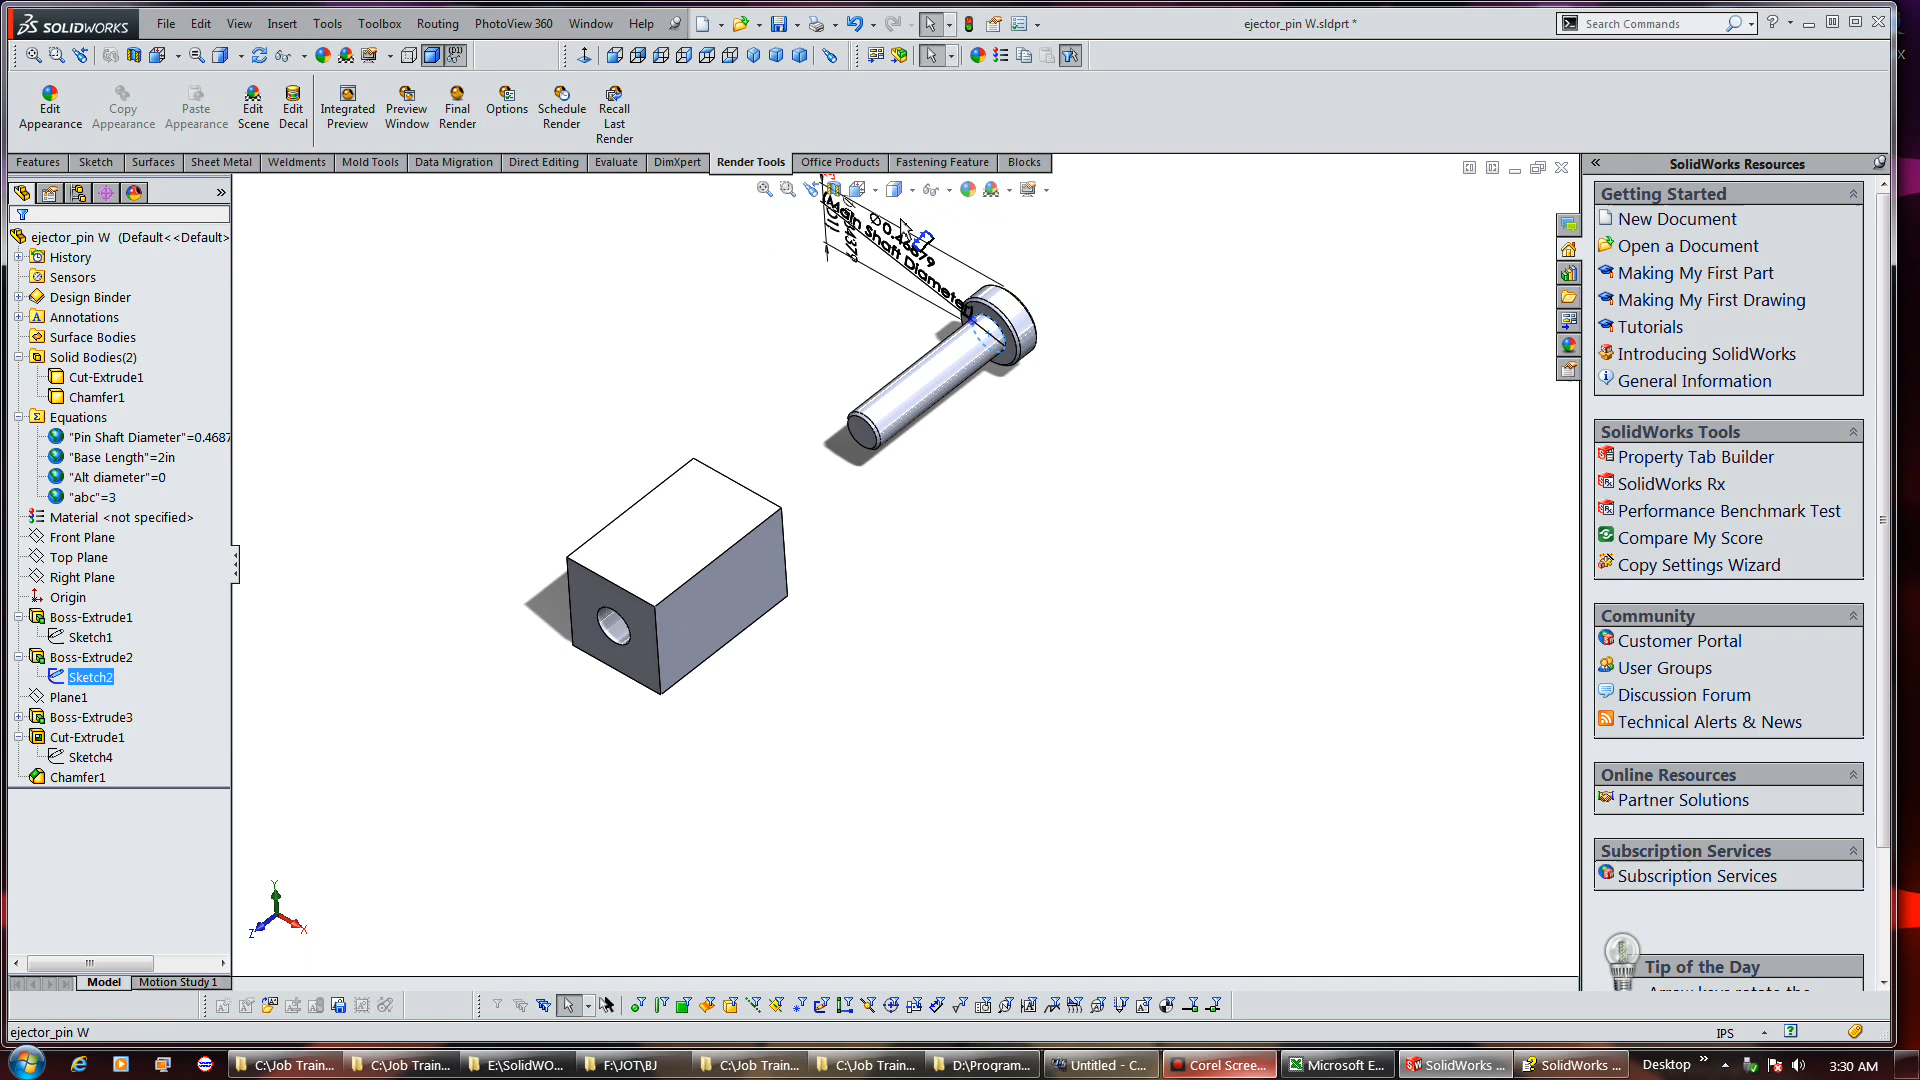 SOLIDWORKS File Edit View Insert Tools Toolbox Routing PhotoView 360 Window Help ejector_pin W.sldprt * Search Commands
Edit Appearance
Copy Appearance
Paste Appearance
Edit Scene
Edit Decal
Integrated Preview
Preview Window
Final Render
Options
Schedule Render
Recall Last Render
Features Sketch Surfaces Sheet Metal Weldments Mold Tools Data Migration Direct Editing Evaluate DimXpert Render Tools Office Products Fastening Feature Blocks
ejector_pin W (Default<<Default>
History
Sensors
Design Binder
Annotations
Surface Bodies
Solid Bodies(2)
Cut-Extrude1
Chamfer1
Equations
"Pin Shaft Diameter"=0.4687
"Base Length"=2in
"Alt diameter"=0
"abc"=3
Material <not specified>
Front Plane
Top Plane
Right Plane
Origin
Boss-Extrude1
Sketch1
Boss-Extrude2
Sketch2
Plane1
Boss-Extrude3
Cut-Extrude1
Sketch4
Chamfer1
Main Shaft Diameter
Y
Z
X
SolidWorks Resources
Getting Started
New Document
Open a Document
Making My First Part
Making My First Drawing
Tutorials
Introducing SolidWorks
General Information
SolidWorks Tools
Property Tab Builder
SolidWorks Rx
Performance Benchmark Test
Compare My Score
Copy Settings Wizard
Community
Customer Portal
User Groups
Discussion Forum
Technical Alerts & News
Online Resources
Partner Solutions
Subscription Services
Subscription Services
Tip of the Day
Model Motion Study 1
ejector_pin W IPS
C:\Job Train... C:\Job Train... E:\SolidWO... F:\JOT\BJ C:\Job Train... C:\Job Train... D:\Program... Untitled - C... Corel Scree... Microsoft E... SolidWorks ... SolidWorks ... Desktop » 3:30 AM